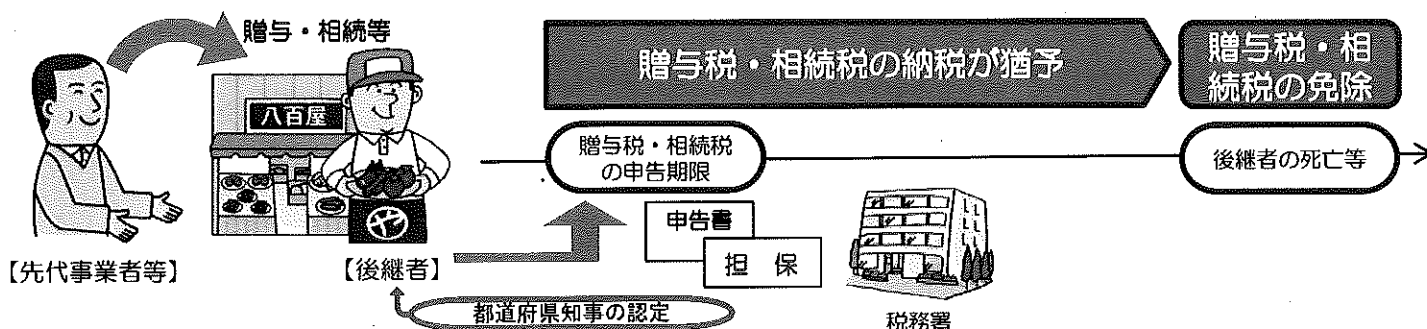 贈与・相続等
八百屋
【先代事業者等】
【後継者】
都道府県知事の認定
贈与税・相続税の納税が猶予
贈与税・相
続税の免除
贈与税・相続税
の申告期限
後継者の死亡等
申告書
担 保
税務署